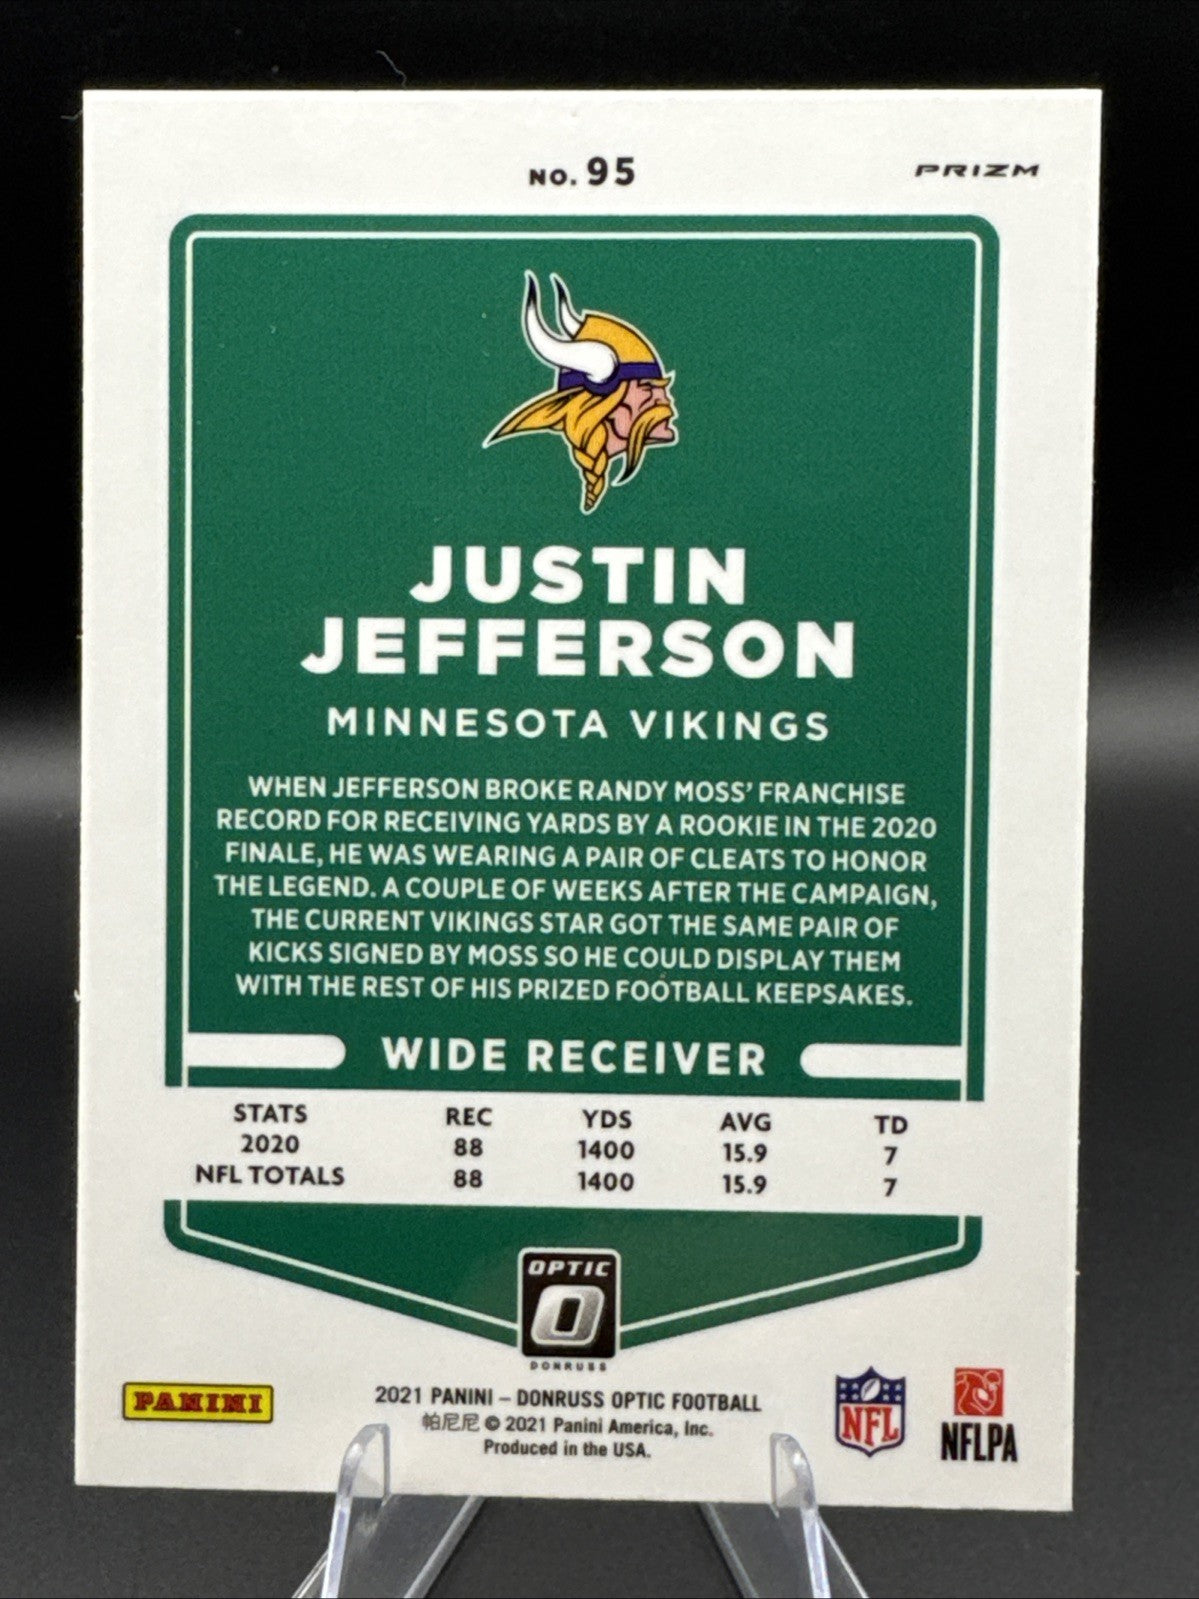 NO. 95
PRIZM
JUSTIN
JEFFERSON
MINNESOTA VIKINGS
WHEN JEFFERSON BROKE RANDY MOSS' FRANCHISE
RECORD FOR RECEIVING YARDS BY A ROOKIE IN THE 2020
FINALE, HE WAS WEARING A PAIR OF CLEATS TO HONOR
THE LEGEND. A COUPLE OF WEEKS AFTER THE CAMPAIGN,
THE CURRENT VIKINGS STAR GOT THE SAME PAIR OF
KICKS SIGNED BY MOSS SO HE COULD DISPLAY THEM
WITH THE REST OF HIS PRIZED FOOTBALL KEEPSAKES.
WIDE RECEIVER
STATS REC YDS AVG TD
2020 88 1400 15.9 7
NFL TOTALS 88 1400 15.9 7
OPTIC
O
DONRUSS
PANINI
2021 PANINI – DONRUSS OPTIC FOOTBALL
帕尼尼 © 2021 Panini America, Inc.
Produced in the USA.
NFL
NFLPA